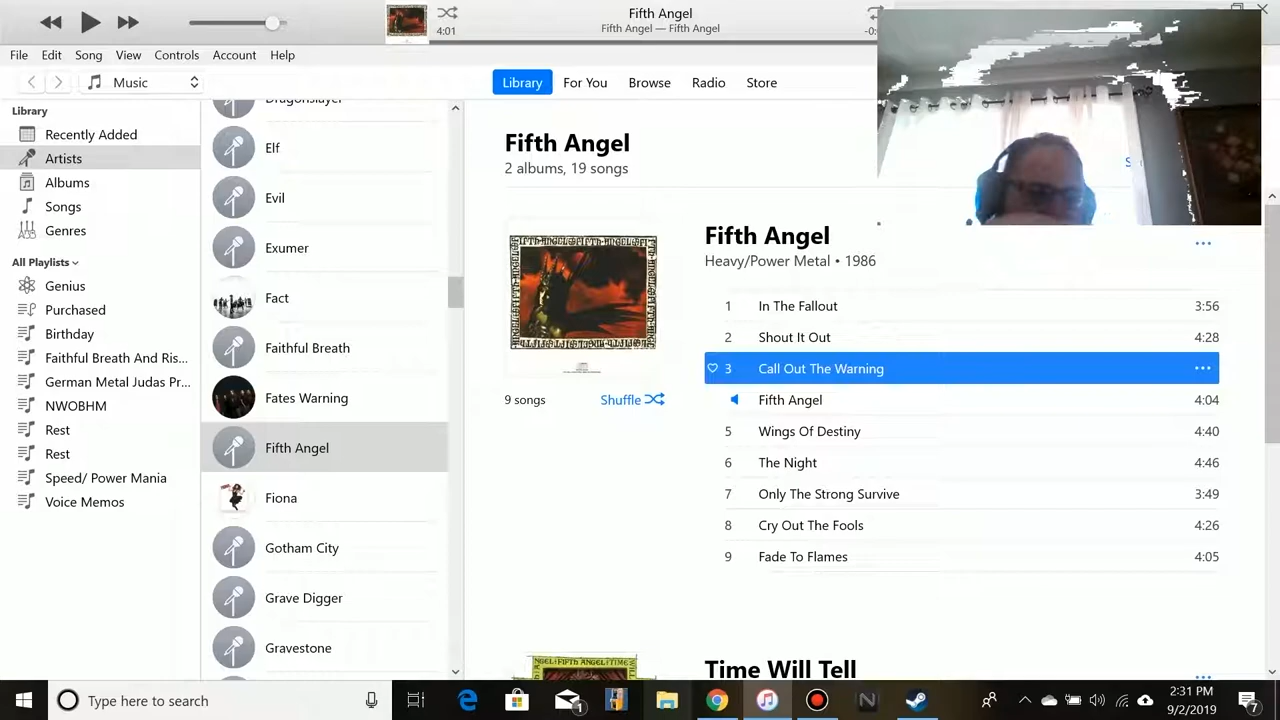 Fifth Angel
Fifth Angel — Fifth Angel
4:01
File Edit Song View Controls Account Help
Music
Library For You Browse Radio Store
Library
Recently Added
Artists
Albums
Songs
Genres
All Playlists
Genius
Purchased
Birthday
Faithful Breath And Ris...
German Metal Judas Pr...
NWOBHM
Rest
Rest
Speed/ Power Mania
Voice Memos
Dragonslayer
Elf
Evil
Exumer
Fact
Faithful Breath
Fates Warning
Fifth Angel
Fiona
Gotham City
Grave Digger
Gravestone
Fifth Angel
2 albums, 19 songs
9 songs Shuffle
Fifth Angel
Heavy/Power Metal • 1986
1 In The Fallout 3:56
2 Shout It Out 4:28
3 Call Out The Warning
Fifth Angel 4:04
5 Wings Of Destiny 4:40
6 The Night 4:46
7 Only The Strong Survive 3:49
8 Cry Out The Fools 4:26
9 Fade To Flames 4:05
Time Will Tell
Type here to search
1
2:31 PM
9/2/2019
7